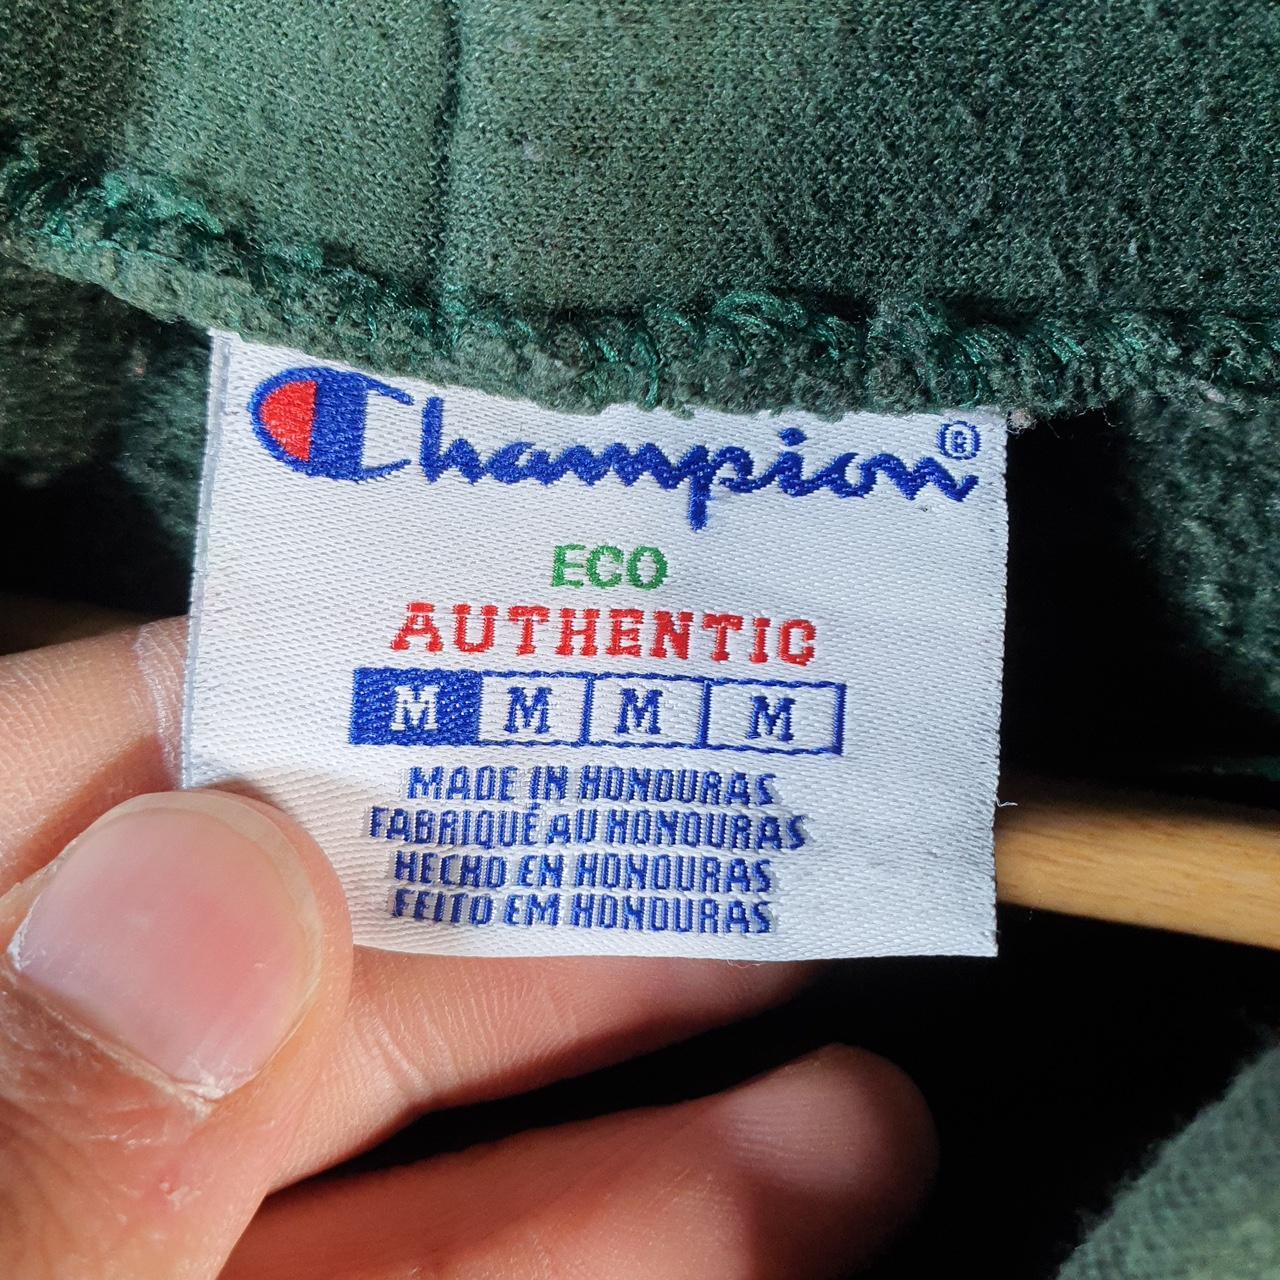 Champion®
ECO
AUTHENTIC
M M M M
MADE IN HONDURAS
FABRIQUÉ AU HONDURAS
HECHO EN HONDURAS
FEITO EM HONDURAS